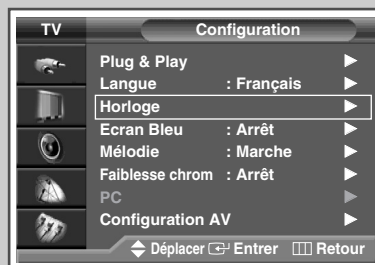 TV Configuration
Plug & Play
Langue : Français
Horloge
Ecran Bleu : Arrêt
Mélodie : Marche
Faiblesse chrom : Arrêt
PC
Configuration AV
Déplacer Entrer Retour